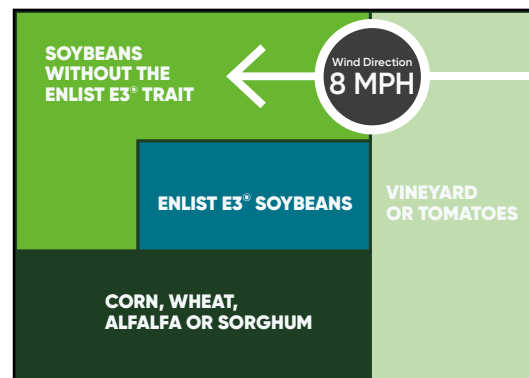 SOYBEANS
WITHOUT THE
ENLIST E3® TRAIT
Wind Direction
8 MPH
ENLIST E3® SOYBEANS
VINEYARD
OR TOMATOES
CORN, WHEAT,
ALFALFA OR SORGHUM